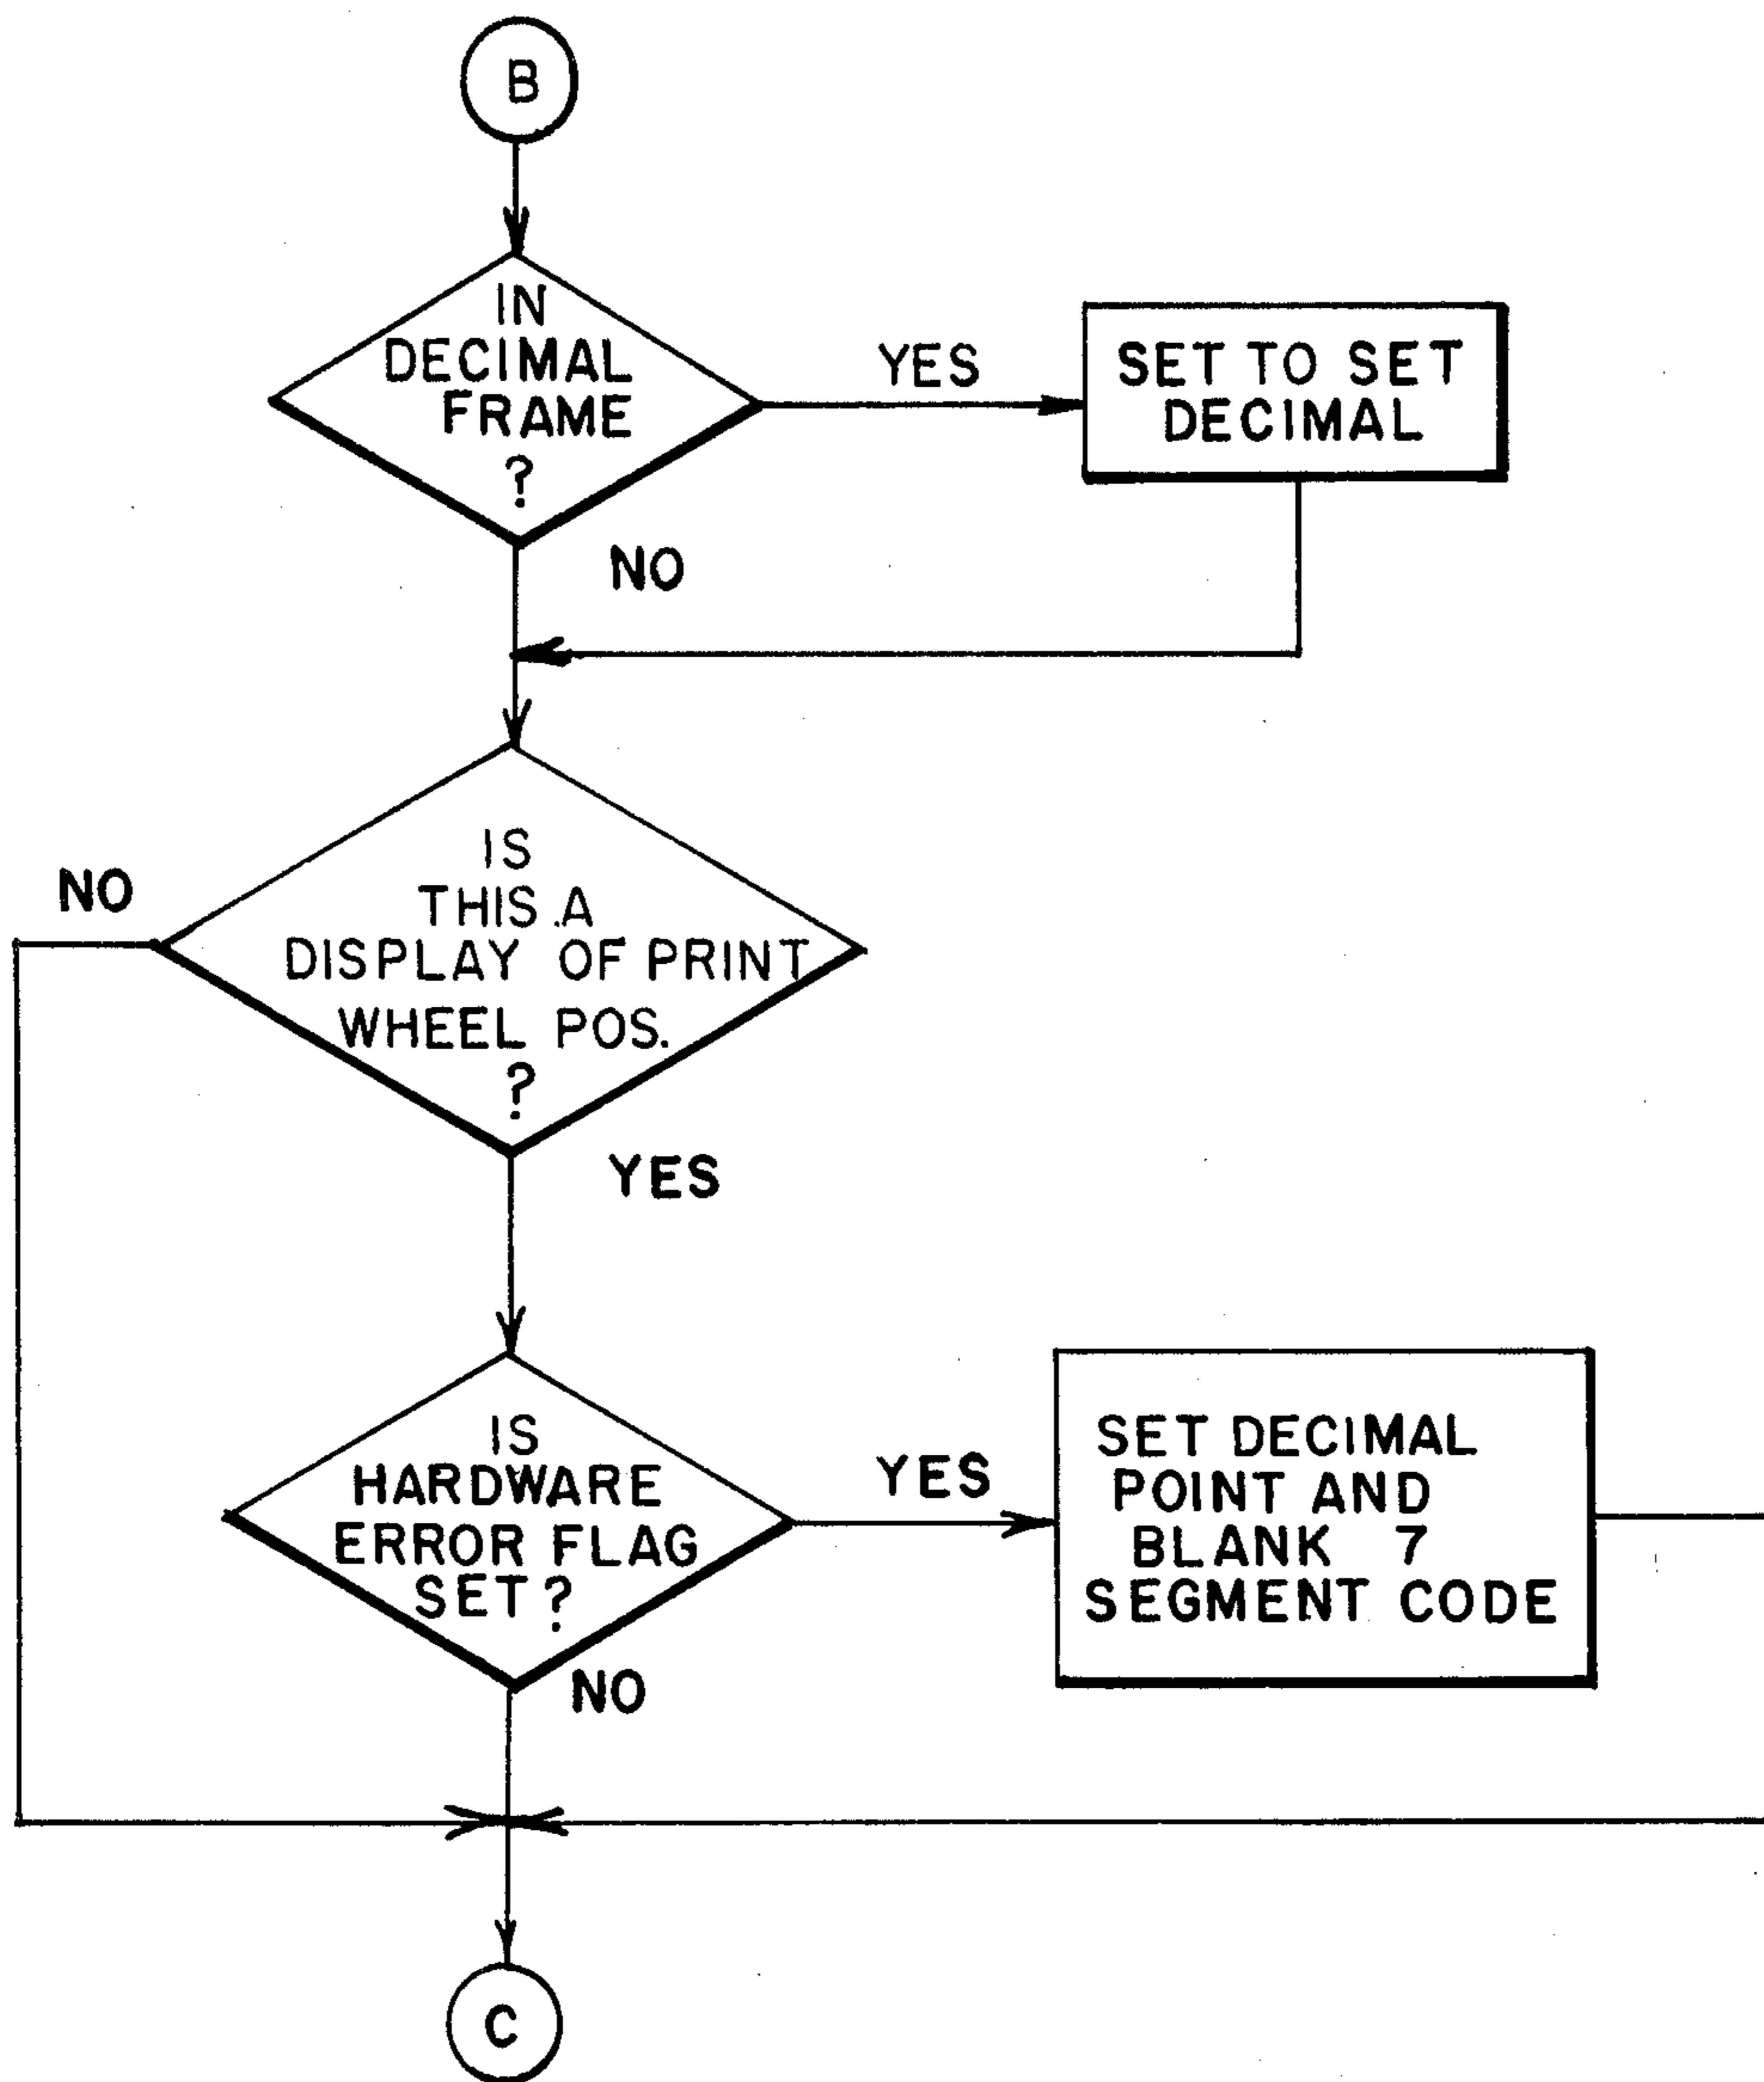 B
IN
DECIMAL
FRAME
?
YES
SET TO SET
DECIMAL
NO
IS
THIS A
DISPLAY OF PRINT
WHEEL POS.
?
NO
YES
IS
HARDWARE
ERROR FLAG
SET?
YES
SET DECIMAL
POINT AND
BLANK 7
SEGMENT CODE
NO
C